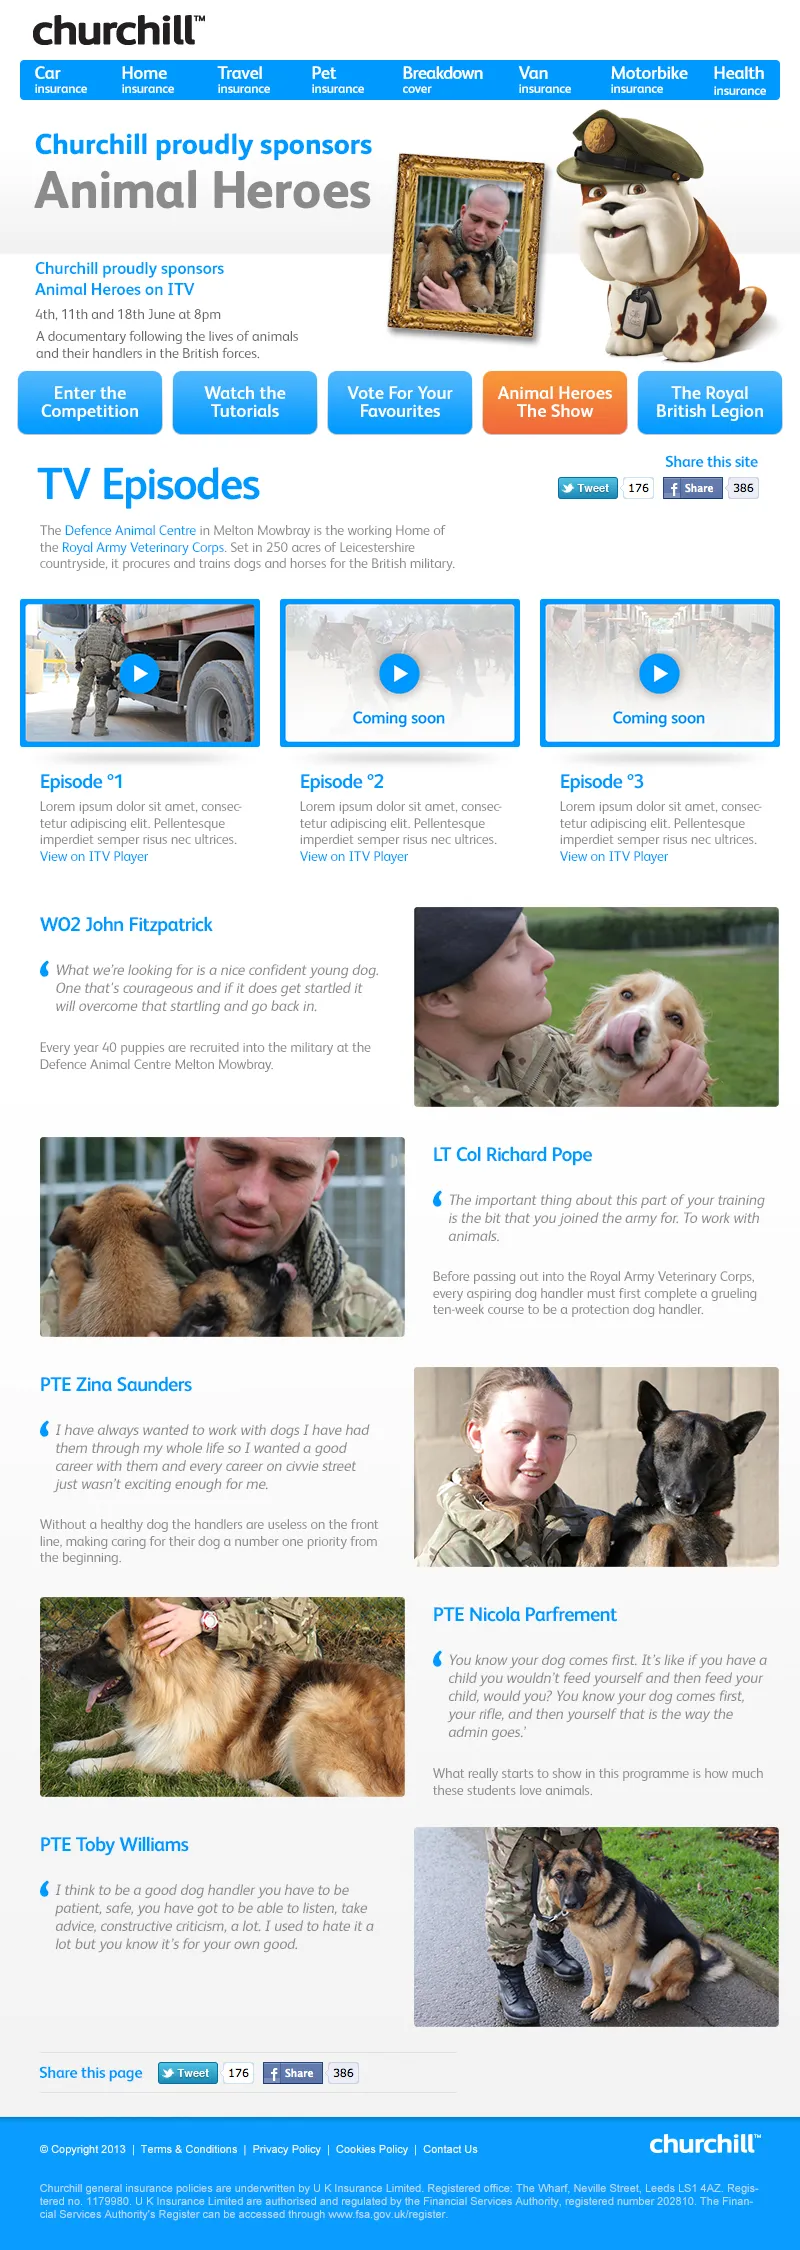 churchill™
Car insurance
Home insurance
Travel insurance
Pet insurance
Breakdown cover
Van insurance
Motorbike insurance
Health insurance
Churchill proudly sponsors
Animal Heroes
Churchill proudly sponsors
Animal Heroes on ITV
4th, 11th and 18th June at 8pm
A documentary following the lives of animals
and their handlers in the British forces.
Enter the
Competition
Watch the
Tutorials
Vote For Your
Favourites
Animal Heroes
The Show
The Royal
British Legion
TV Episodes
Share this site
Tweet 176 Share 386
The Defence Animal Centre in Melton Mowbray is the working Home of
the Royal Army Veterinary Corps. Set in 250 acres of Leicestershire
countryside, it procures and trains dogs and horses for the British military.
Coming soon
Coming soon
Episode °1
Lorem ipsum dolor sit amet, consec-
tetur adipiscing elit. Pellentesque
imperdiet semper risus nec ultrices.
View on ITV Player
Episode °2
Lorem ipsum dolor sit amet, consec-
tetur adipiscing elit. Pellentesque
imperdiet semper risus nec ultrices.
View on ITV Player
Episode °3
Lorem ipsum dolor sit amet, consec-
tetur adipiscing elit. Pellentesque
imperdiet semper risus nec ultrices.
View on ITV Player
WO2 John Fitzpatrick
‘ What we're looking for is a nice confident young dog.
One that's courageous and if it does get startled it
will overcome that startling and go back in.
Every year 40 puppies are recruited into the military at the
Defence Animal Centre Melton Mowbray.
LT Col Richard Pope
‘ The important thing about this part of your training
is the bit that you joined the army for. To work with
animals.
Before passing out into the Royal Army Veterinary Corps,
every aspiring dog handler must first complete a grueling
ten-week course to be a protection dog handler.
PTE Zina Saunders
‘ I have always wanted to work with dogs I have had
them through my whole life so I wanted a good
career with them and every career on civvie street
just wasn't exciting enough for me.
Without a healthy dog the handlers are useless on the front
line, making caring for their dog a number one priority from
the beginning.
PTE Nicola Parfrement
‘ You know your dog comes first. It's like if you have a
child you wouldn't feed yourself and then feed your
child, would you? You know your dog comes first,
your rifle, and then yourself that is the way the
admin goes.'
What really starts to show in this programme is how much
these students love animals.
PTE Toby Williams
‘ I think to be a good dog handler you have to be
patient, safe, you have got to be able to listen, take
advice, constructive criticism, a lot. I used to hate it a
lot but you know it's for your own good.
Share this page Tweet 176 Share 386
© Copyright 2013 | Terms & Conditions | Privacy Policy | Cookies Policy | Contact Us
churchill™
Churchill general insurance policies are underwritten by U K Insurance Limited. Registered office: The Wharf, Neville Street, Leeds LS1 4AZ. Regis-
tered no. 1179980. U K Insurance Limited are authorised and regulated by the Financial Services Authority, registered number 202810. The Finan-
cial Services Authority's Register can be accessed through www.fsa.gov.uk/register.